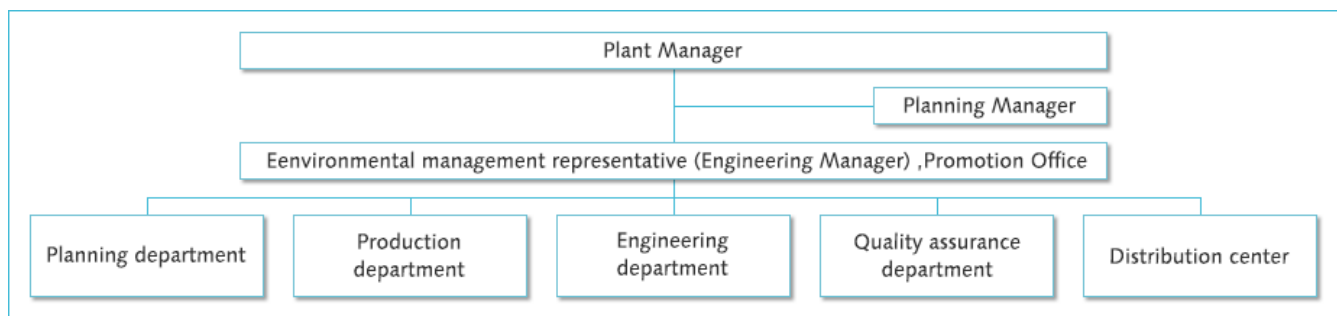 Plant Manager
Planning Manager
Eenvironmental management representative (Engineering Manager) ,Promotion Office
Planning department
Production
department
Engineering
department
Quality assurance
department
Distribution center